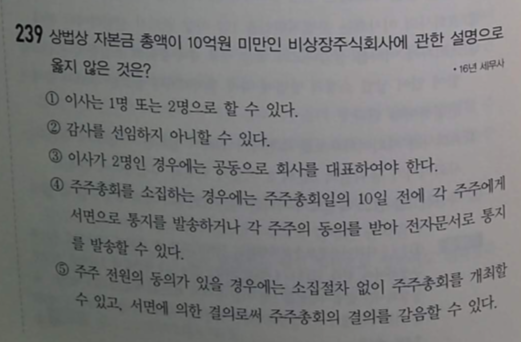 239 상법상 자본금 총액이 10억원 미만인 비상장주식회사에 관한 설명으로
옳지 않은 것은?
• 16년 세무사
① 이사는 1명 또는 2명으로 할 수 있다.
② 감사를 선임하지 아니할 수 있다.
③ 이사가 2명인 경우에는 공동으로 회사를 대표하여야 한다.
④ 주주총회를 소집하는 경우에는 주주총회일의 10일 전에 각 주주에게
서면으로 통지를 발송하거나 각 주주의 동의를 받아 전자문서로 통지
를 발송할 수 있다.
⑤ 주주 전원의 동의가 있을 경우에는 소집절차 없이 주주총회를 개최할
수 있고, 서면에 의한 결의로써 주주총회의 결의를 갈음할 수 있다.